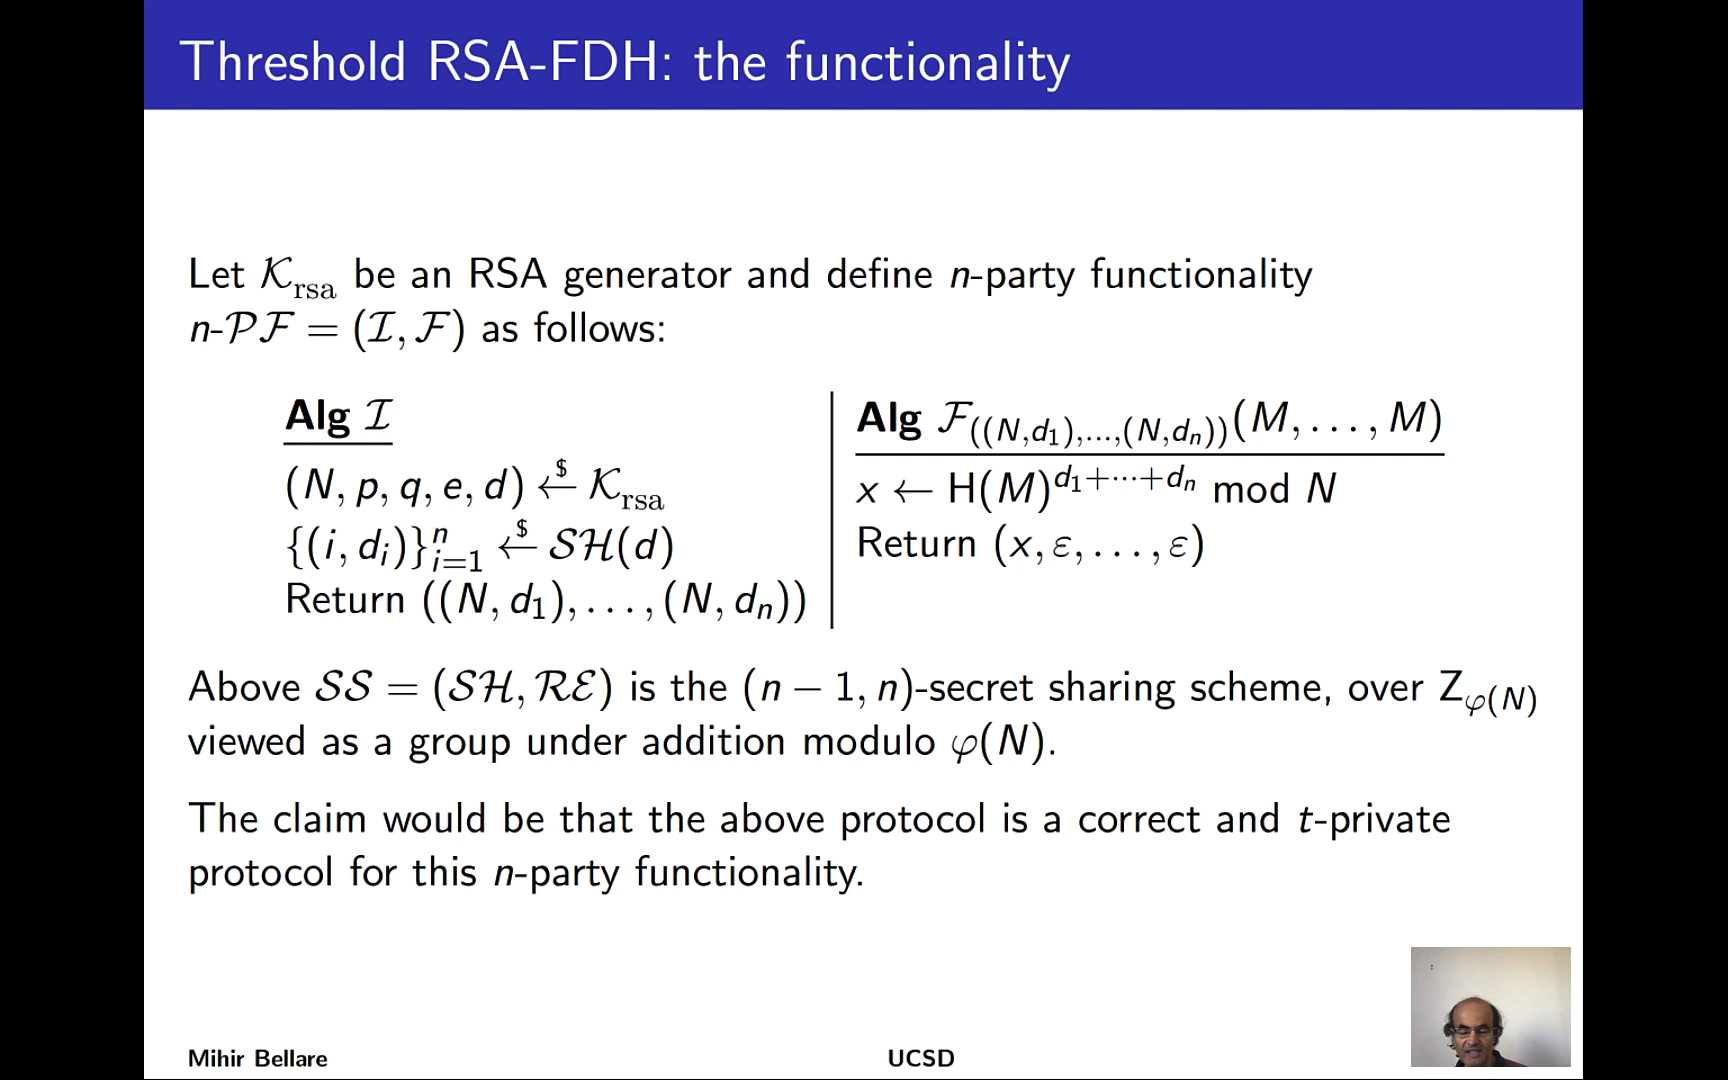 Threshold RSA-FDH: the functionality
Let 𝒦_rsa be an RSA generator and define n-party functionality
n-𝒫ℱ = (ℐ, ℱ) as follows:
Alg ℐ
(N, p, q, e, d) ←$ 𝒦_rsa
{(i, d_i)}_{i=1}^n ←$ 𝒮ℋ(d)
Return ((N, d_1), . . . , (N, d_n))
Alg ℱ_((N,d_1),...,(N,d_n))(M, . . . , M)
x ← H(M)^{d_1+···+d_n} mod N
Return (x, ε, . . . , ε)
Above 𝒮𝒮 = (𝒮ℋ, ℛℰ) is the (n − 1, n)-secret sharing scheme, over Z_φ(N)
viewed as a group under addition modulo φ(N).
The claim would be that the above protocol is a correct and t-private
protocol for this n-party functionality.
Mihir Bellare
UCSD